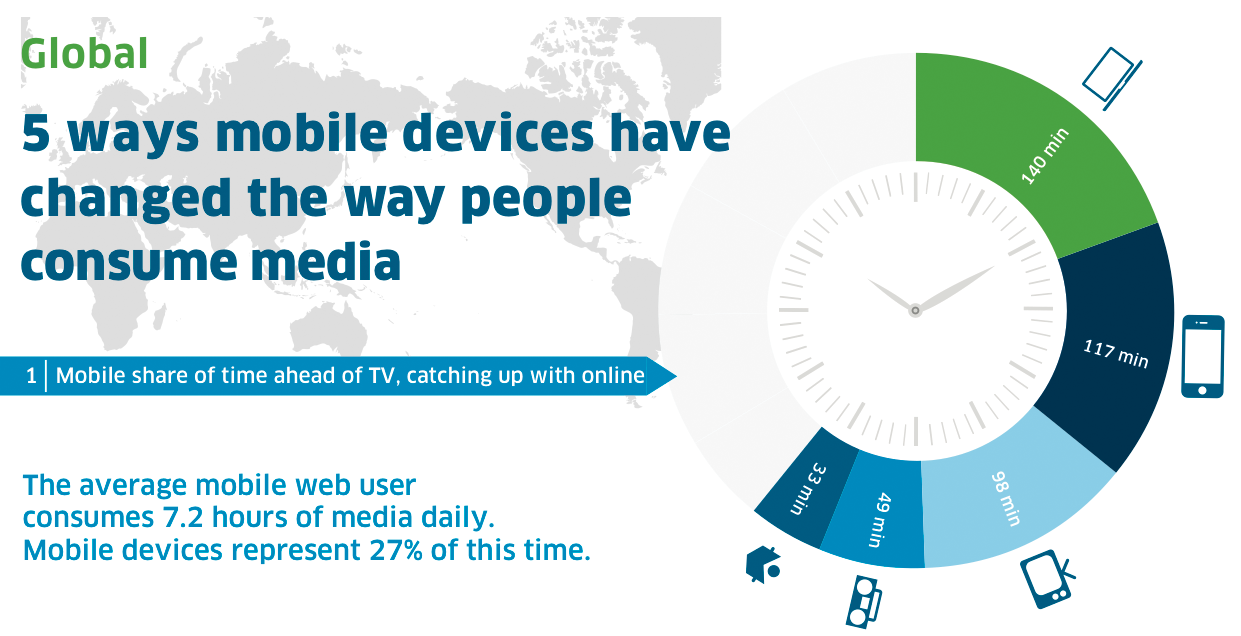 Global
5 ways mobile devices have
changed the way people
consume media
1 | Mobile share of time ahead of TV, catching up with online
The average mobile web user
consumes 7.2 hours of media daily.
Mobile devices represent 27% of this time.
140 min
117 min
98 min
49 min
33 min